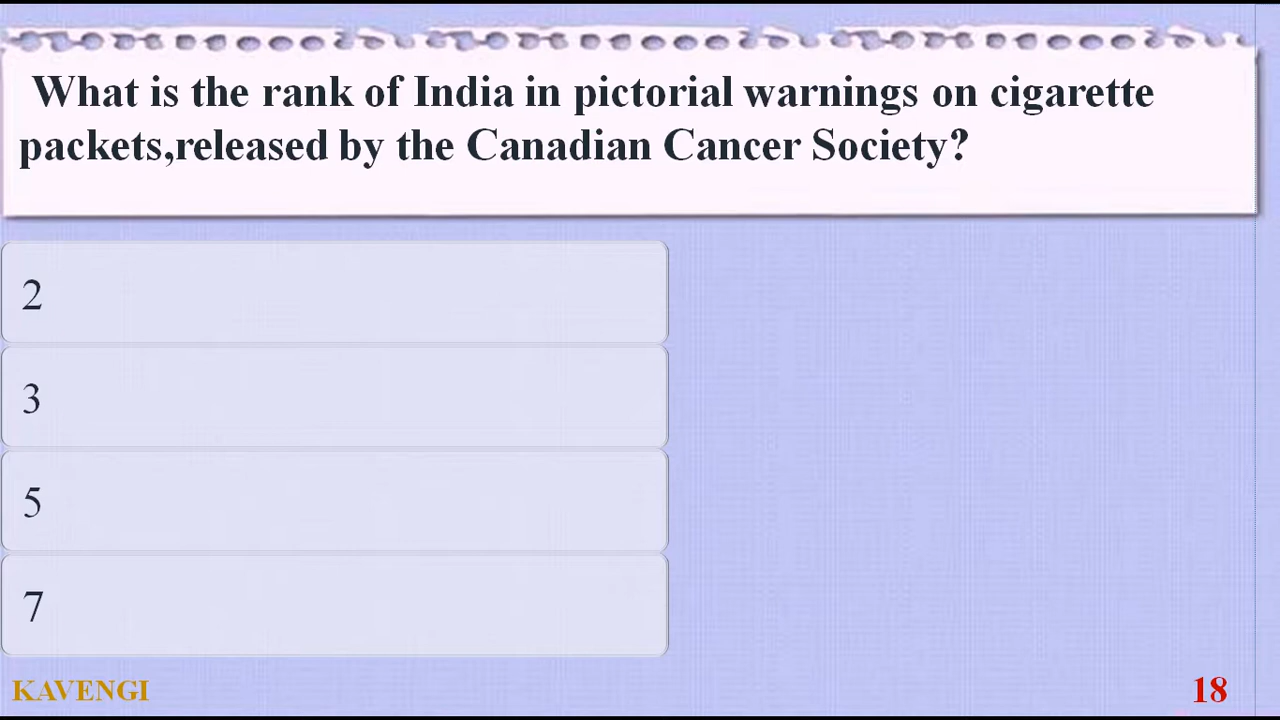 What is the rank of India in pictorial warnings on cigarette
packets,released by the Canadian Cancer Society?
2
3
5
7
KAVENGI
18